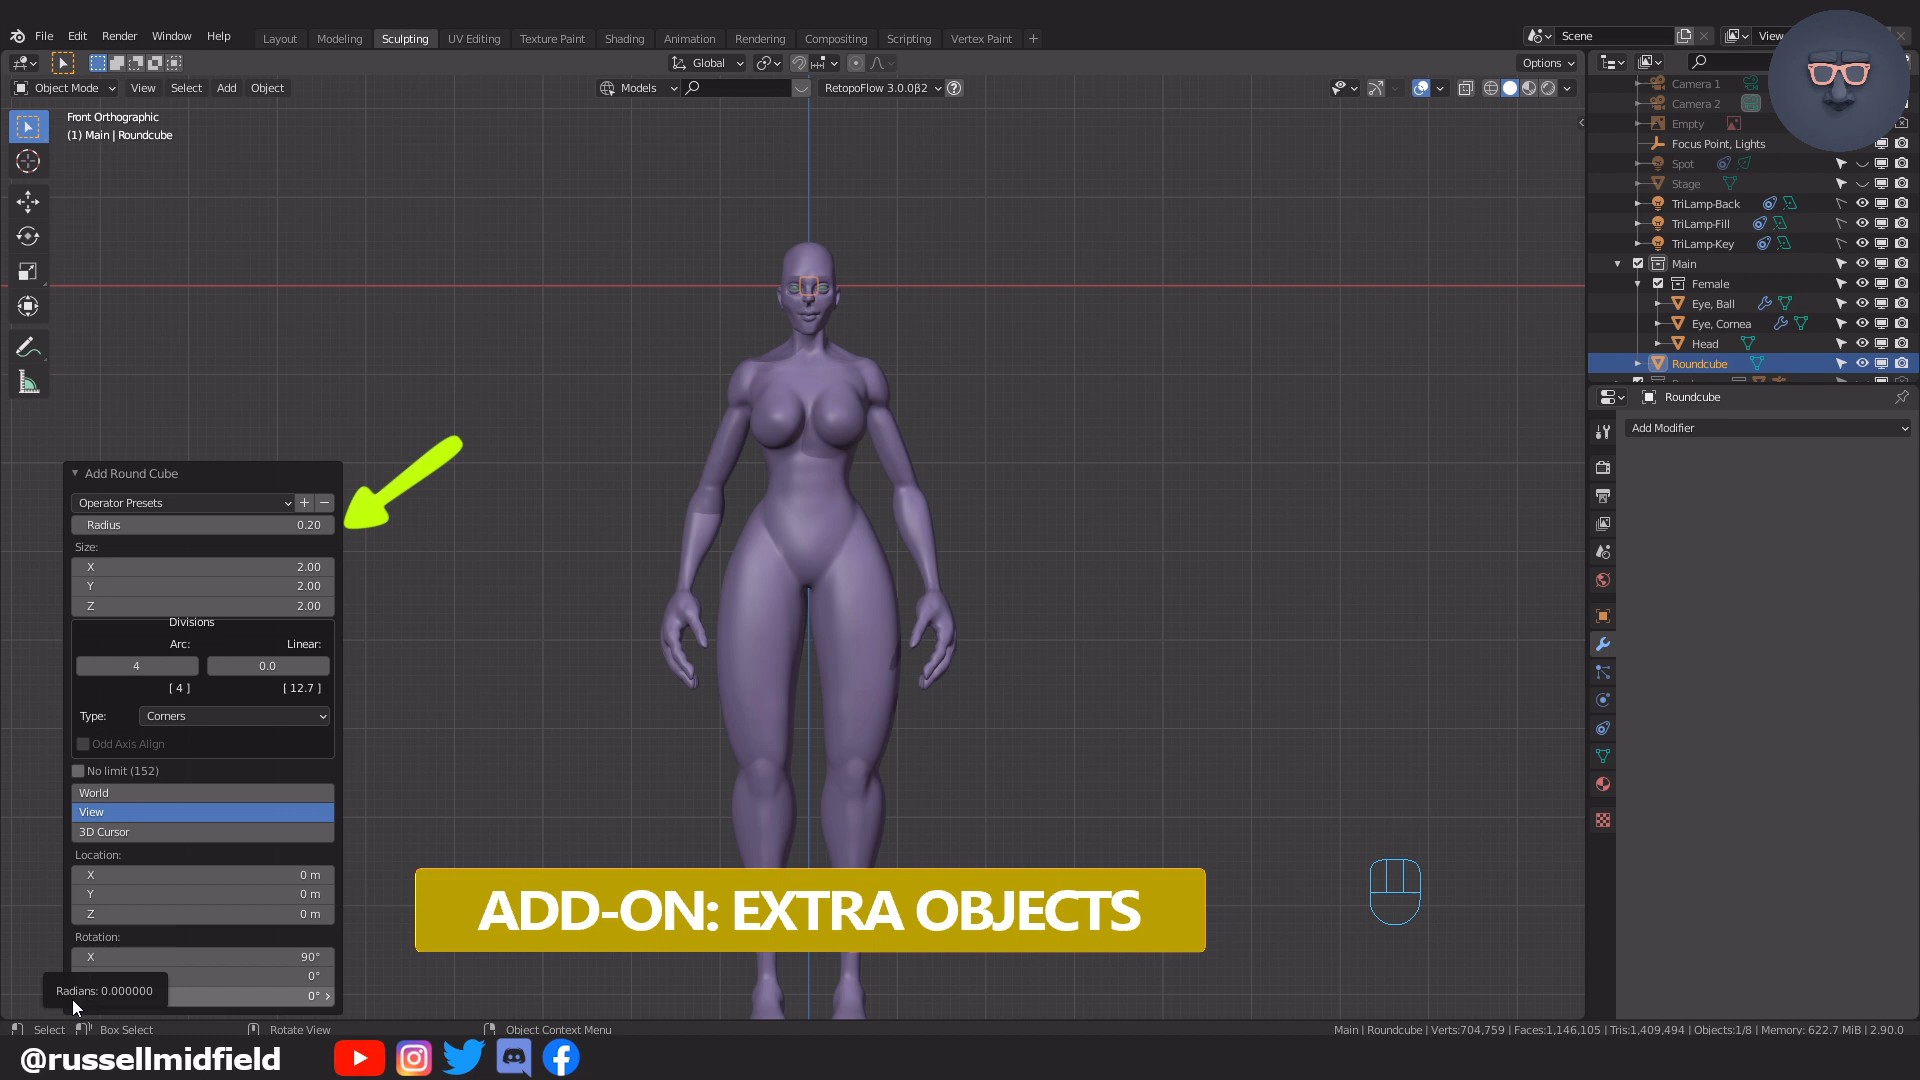 File Edit Render Window Help Layout Modeling Sculpting UV Editing Texture Paint Shading Animation Rendering Compositing Scripting Vertex Paint + Scene View
Global Options
Object Mode View Select Add Object Models RetopoFlow 3.0.0β2
Front Orthographic
(1) Main | Roundcube
Camera 1
Camera 2
Empty
Focus Point, Lights
Spot
Stage
TriLamp-Back
TriLamp-Fill
TriLamp-Key
Main
Female
Eye, Ball
Eye, Cornea
Head
Roundcube
Roundcube
Add Modifier
Add Round Cube
Operator Presets + −
Radius 0.20
Size:
X 2.00
Y 2.00
Z 2.00
Divisions
Arc: Linear:
4 0.0
[ 4 ] [ 12.7 ]
Type: Corners
Odd Axis Align
No limit (152)
World
View
3D Cursor
Location:
X 0 m
Y 0 m
Z 0 m
Rotation:
X 90°
0°
0°
Radians: 0.000000
ADD-ON: EXTRA OBJECTS
Select Box Select Rotate View Object Context Menu Main | Roundcube | Verts:704,759 | Faces:1,146,105 | Tris:1,409,494 | Objects:1/8 | Memory: 622.7 MiB | 2.90.0
@russellmidfield